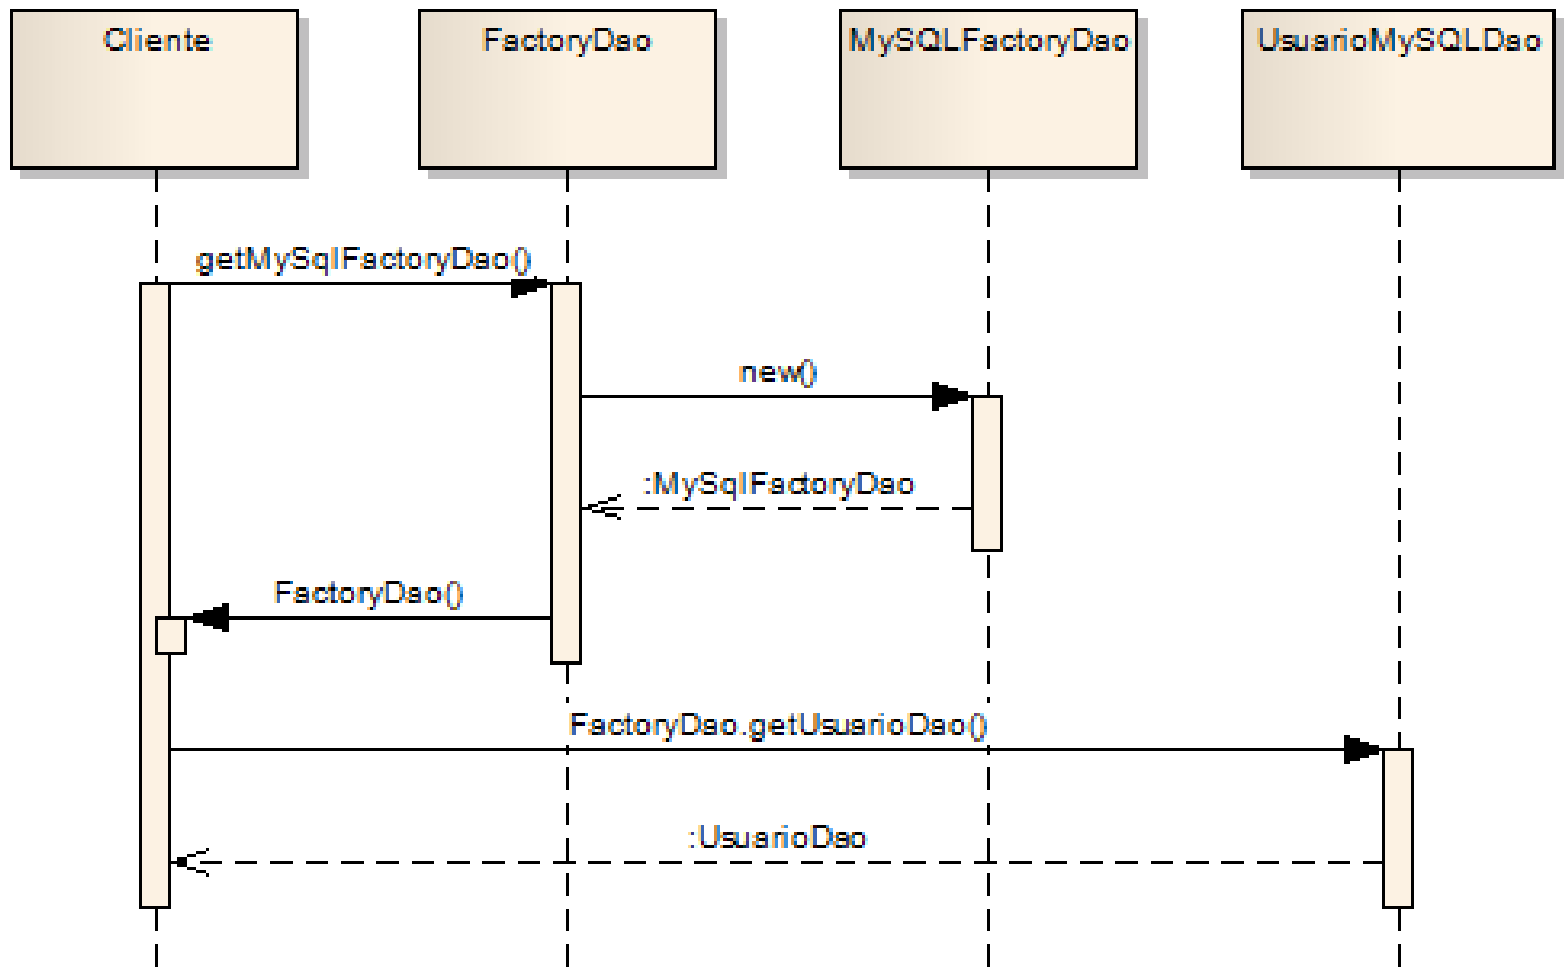 Cliente
FactoryDao
MySQLFactoryDao
UsuarioMySQLDao
getMySqlFactoryDao()
new()
:MySqlFactoryDao
FactoryDao()
FactoryDao.getUsuarioDao()
:UsuarioDao